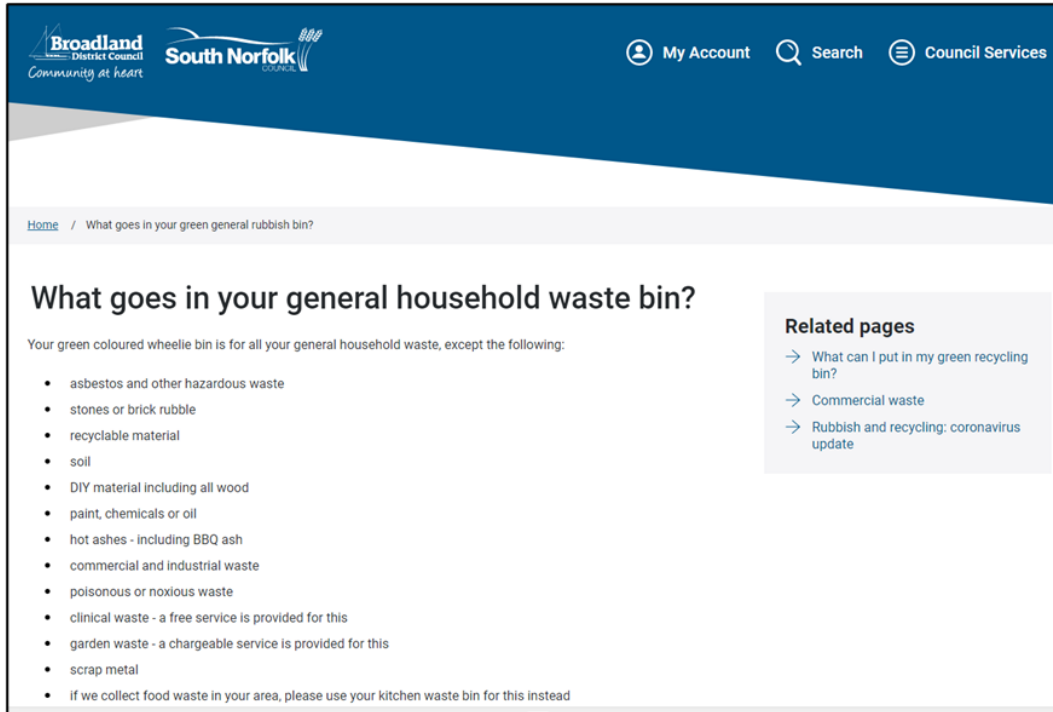 Broadland
District Council
Community at heart
South Norfolk
COUNCIL
My Account
Search
Council Services
Home / What goes in your green general rubbish bin?
What goes in your general household waste bin?
Your green coloured wheelie bin is for all your general household waste, except the following:
• asbestos and other hazardous waste
• stones or brick rubble
• recyclable material
• soil
• DIY material including all wood
• paint, chemicals or oil
• hot ashes - including BBQ ash
• commercial and industrial waste
• poisonous or noxious waste
• clinical waste - a free service is provided for this
• garden waste - a chargeable service is provided for this
• scrap metal
• if we collect food waste in your area, please use your kitchen waste bin for this instead
Related pages
→ What can I put in my green recycling
bin?
→ Commercial waste
→ Rubbish and recycling: coronavirus
update